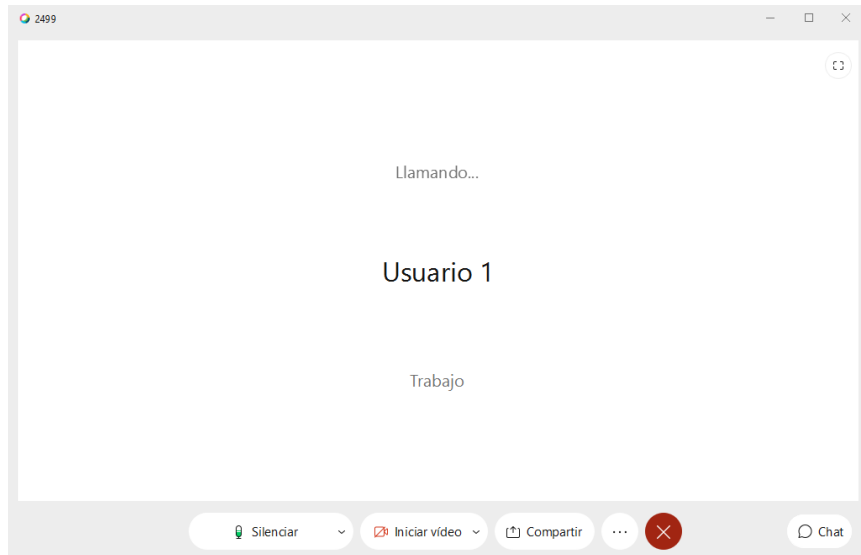 2499
Llamando...
Usuario 1
Trabajo
Silenciar
Iniciar vídeo
Compartir
Chat